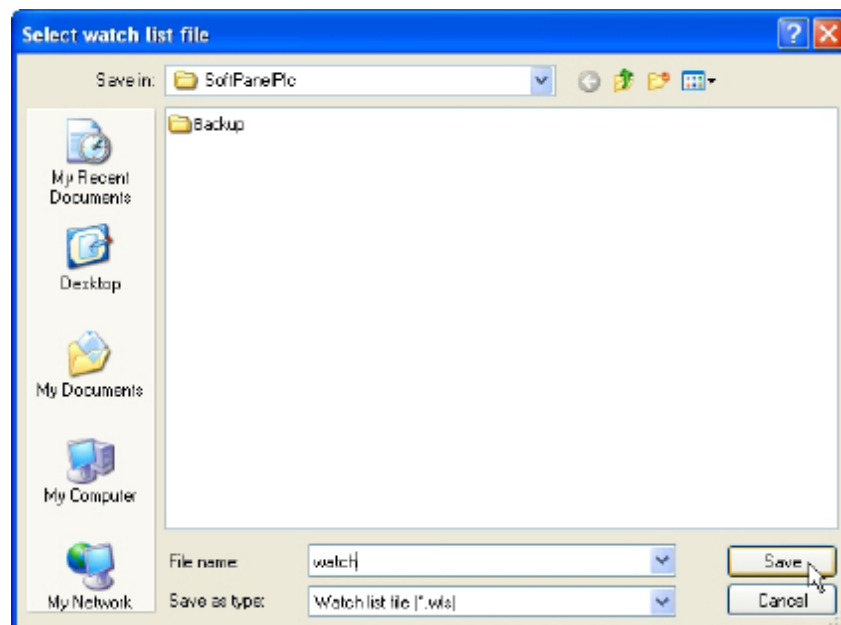 Select watch list file
Save in: SoftPanelPlc
Backup
My Recent
Documents
Desktop
My Documents
My Computer
My Network
File name: watch
Save
Save as type: Watch list file (*.wls)
Cancel